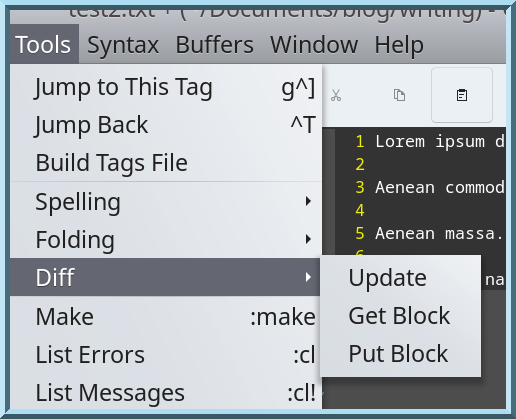 test2.txt + (~/Documents/blog/writing) -
Tools Syntax Buffers Window Help
Jump to This Tag g^]
Jump Back ^T
Build Tags File
Spelling
Folding
Diff
Make :make
List Errors :cl
List Messages :cl!
Update
Get Block
Put Block
1 Lorem ipsum d
2
3 Aenean commod
4
5 Aenean massa.
6
na